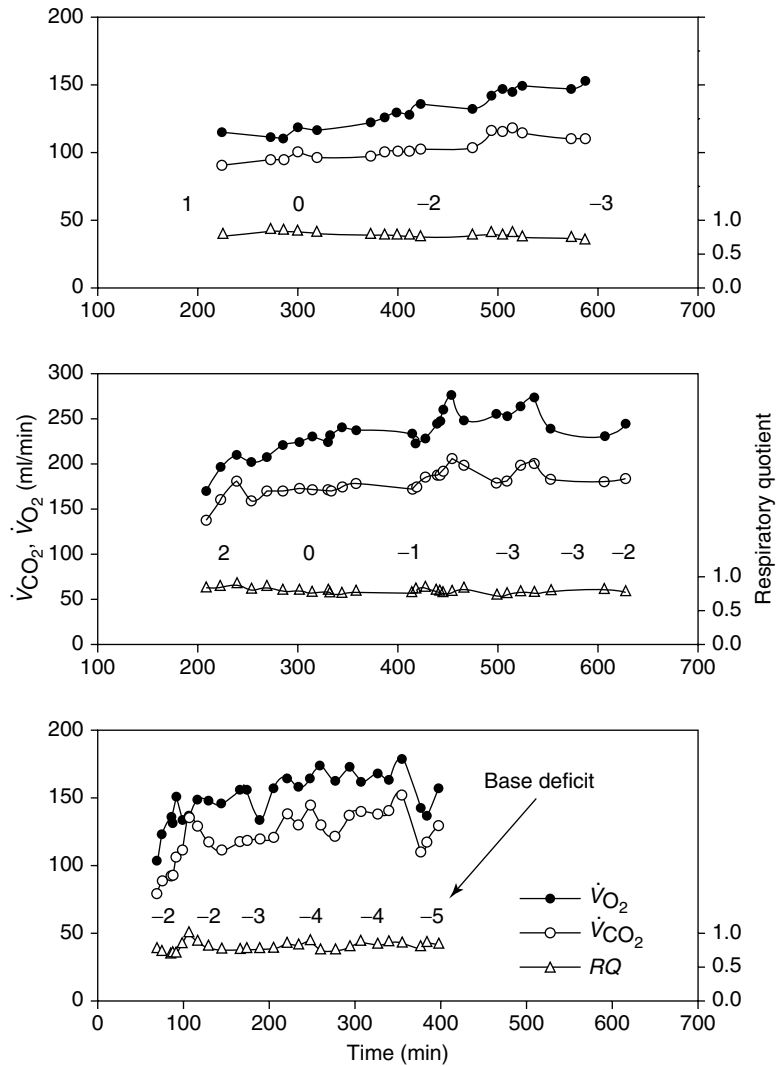 200
150
100
50
0
1 0 −2 −3
1.0
0.5
0.0
100 200 300 400 500 600 700
300
250
200
150
100
50
0
2 0 −1 −3 −3 −2
1.0
0.5
0.0
100 200 300 400 500 600 700
V̇CO₂, V̇O₂ (ml/min)
Respiratory quotient
200
150
100
50
0
Base deficit
−2 −2 −3 −4 −4 −5
V̇O₂
V̇CO₂
RQ
1.0
0.5
0.0
0 100 200 300 400 500 600 700
Time (min)